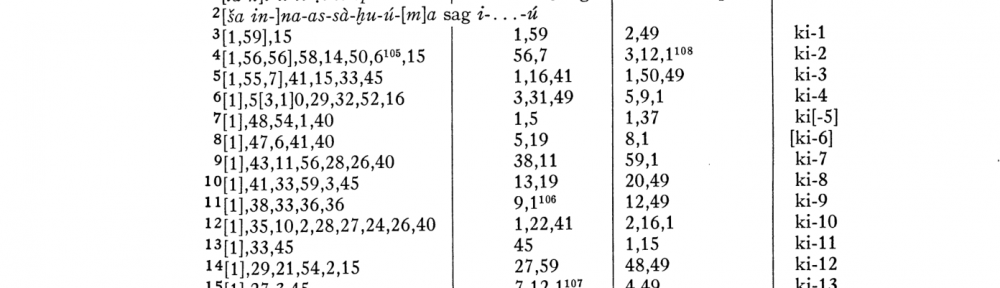 ²[ša in-]na-as-sà-ḫu-ú-[m]a sag i-...-ú
³[1,59],15 1,59 2,49 ki-1
⁴[1,56,56],58,14,50,6¹⁰⁵,15 56,7 3,12,1¹⁰⁸ ki-2
⁵[1,55,7],41,15,33,45 1,16,41 1,50,49 ki-3
⁶[1],5[3,1]0,29,32,52,16 3,31,49 5,9,1 ki-4
⁷[1],48,54,1,40 1,5 1,37 ki[-5]
⁸[1],47,6,41,40 5,19 8,1 [ki-6]
⁹[1],43,11,56,28,26,40 38,11 59,1 ki-7
¹⁰[1],41,33,59,3,45 13,19 20,49 ki-8
¹¹[1],38,33,36,36 9,1¹⁰⁶ 12,49 ki-9
¹²[1],35,10,2,28,27,24,26,40 1,22,41 2,16,1 ki-10
¹³[1],33,45 45 1,15 ki-11
¹⁴[1],29,21,54,2,15 27,59 48,49 ki-12
¹⁵[1],27,3,45 7,12,1¹⁰⁷ 4,49 ki-13